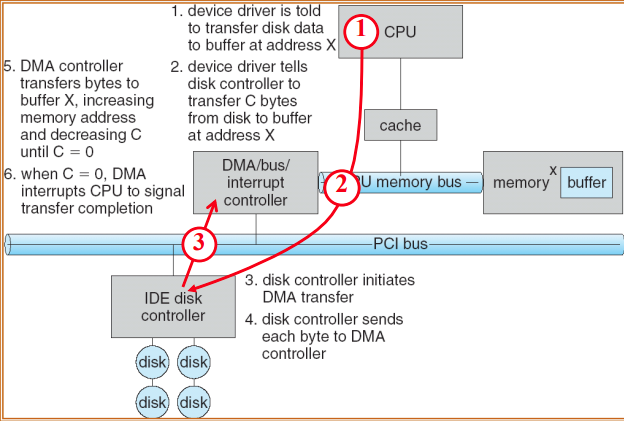 1. device driver is told
to transfer disk data
to buffer at address X
1
CPU
5. DMA controller
transfers bytes to
buffer X, increasing
memory address
and decreasing C
until C = 0
2. device driver tells
disk controller to
transfer C bytes
from disk to buffer
at address X
cache
6. when C = 0, DMA
interrupts CPU to signal
transfer completion
DMA/bus/
interrupt
controller
2
PU memory bus
memory
X
buffer
3
PCI bus
IDE disk
controller
3. disk controller initiates
DMA transfer
4. disk controller sends
each byte to DMA
controller
disk
disk
disk
disk